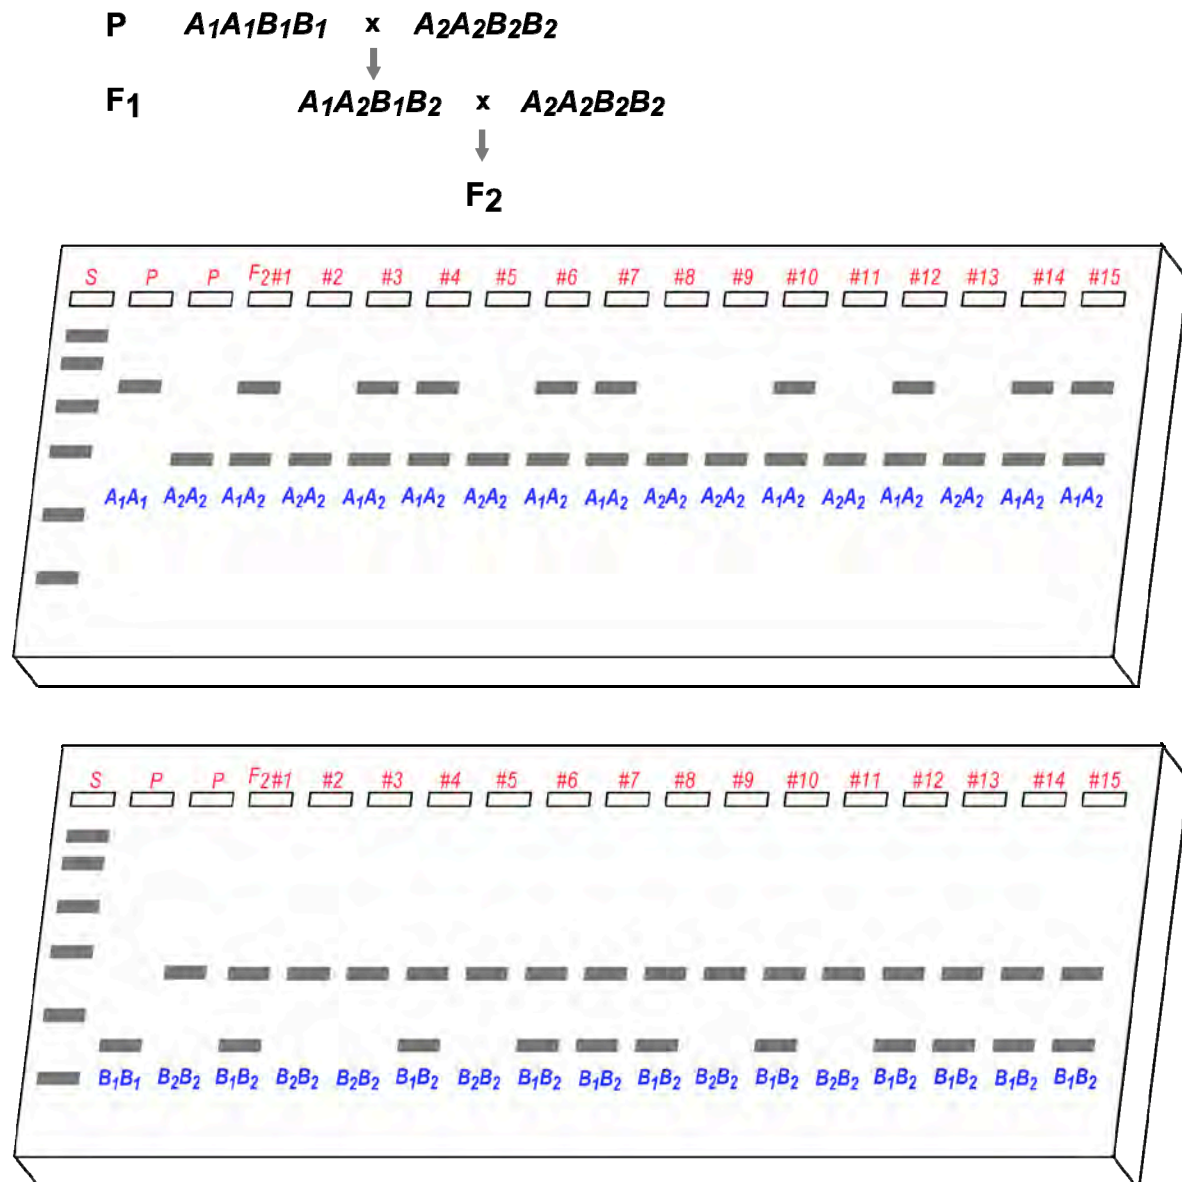 P A₁A₁B₁B₁ x A₂A₂B₂B₂
F₁ A₁A₂B₁B₂ x A₂A₂B₂B₂
F₂
S P P F₂#1 #2 #3 #4 #5 #6 #7 #8 #9 #10 #11 #12 #13 #14 #15
A₁A₁ A₂A₂ A₁A₂ A₂A₂ A₁A₂ A₁A₂ A₂A₂ A₁A₂ A₁A₂ A₂A₂ A₂A₂ A₁A₂ A₂A₂ A₁A₂ A₂A₂ A₁A₂ A₁A₂
S P P F₂#1 #2 #3 #4 #5 #6 #7 #8 #9 #10 #11 #12 #13 #14 #15
B₁B₁ B₂B₂ B₁B₂ B₂B₂ B₂B₂ B₁B₂ B₂B₂ B₁B₂ B₁B₂ B₁B₂ B₂B₂ B₁B₂ B₂B₂ B₁B₂ B₁B₂ B₁B₂ B₁B₂